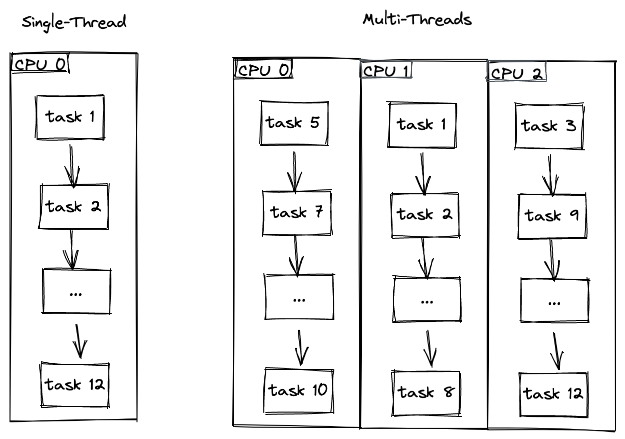 Single-Thread
CPU 0
task 1
task 2
...
task 12
Multi-Threads
CPU 0
task 5
task 7
...
task 10
CPU 1
task 1
task 2
...
task 8
CPU 2
task 3
task 9
...
task 12